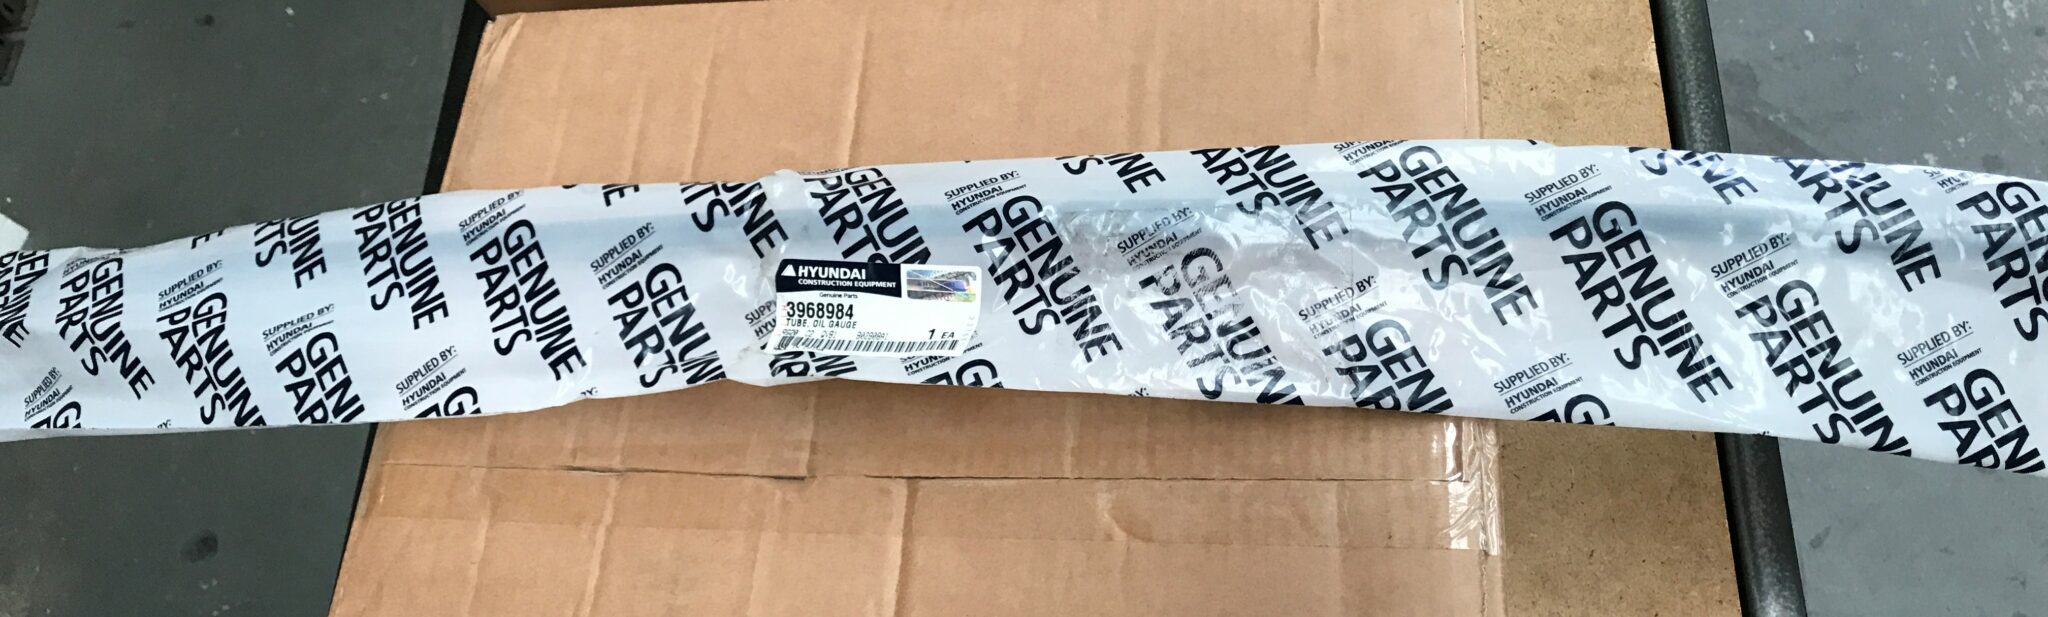 HYUNDAI
CONSTRUCTION EQUIPMENT
Genuine Parts
3968984
TUBE, OIL GAUGE
1 EA
SUPPLIED BY:
HYUNDAI
CONSTRUCTION EQUIPMENT
GENUINE
PARTS